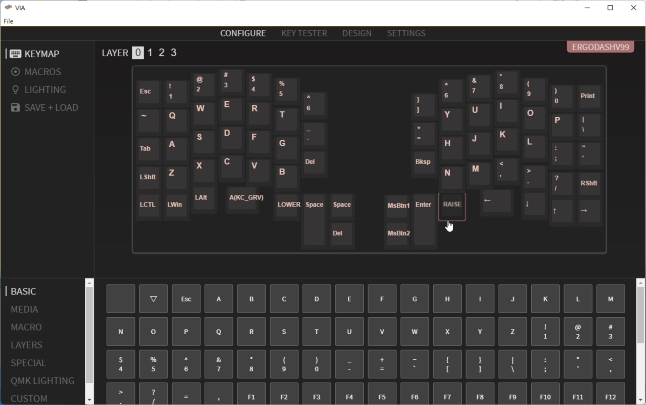 VIA
File
CONFIGURE KEY TESTER DESIGN SETTINGS
ERGODASHV99
KEYMAP
MACROS
LIGHTING
SAVE + LOAD
LAYER 0 1 2 3
Esc ! 1 @ 2 # 3 $ 4 % 5 ^ 6
~ Q W E R T _ -
Tab A S D F G Del
LShft Z X C V B
LCTL LWin LAlt A(KC_GRV) LOWER Space Space
Del
^ 6 & 7 * 8 ( 9 ) 0 Print
] ] Y U I O P | \
+ = H J K L : ; " '
Bksp N M < , > . ? / RShft
MsBtn1 Enter RAISE ← ↓ ↑ →
MsBtn2
BASIC
MEDIA
MACRO
LAYERS
SPECIAL
QMK LIGHTING
CUSTOM
▽ Esc A B C D E F G H I J K L M
N O P Q R S T U V W X Y Z ! 1 @ 2 # 3
$ 4 % 5 ^ 6 & 7 * 8 ( 9 ) 0 _ - + = ~ ` { [ } ] | \ : ; " ' < ,
> . ? / = , F1 F2 F3 F4 F5 F6 F7 F8 F9 F10 F11 F12